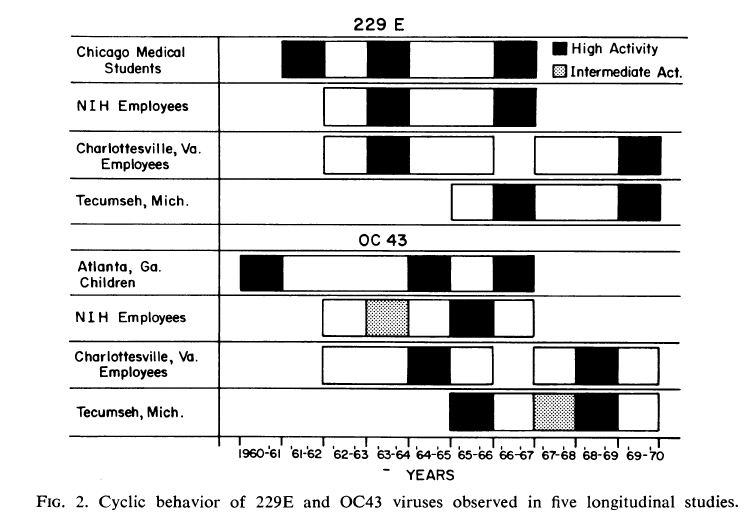 229 E
Chicago Medical
Students
High Activity
Intermediate Act.
NIH Employees
Charlottesville, Va.
Employees
Tecumseh, Mich.
OC 43
Atlanta, Ga.
Children
NIH Employees
Charlottesville, Va.
Employees
Tecumseh, Mich.
1960-'61 '61-'62 '62-'63 '63-'64 '64-'65 '65-'66 '66-'67 '67-'68 '68-'69 '69-'70
YEARS
FIG. 2. Cyclic behavior of 229E and OC43 viruses observed in five longitudinal studies.